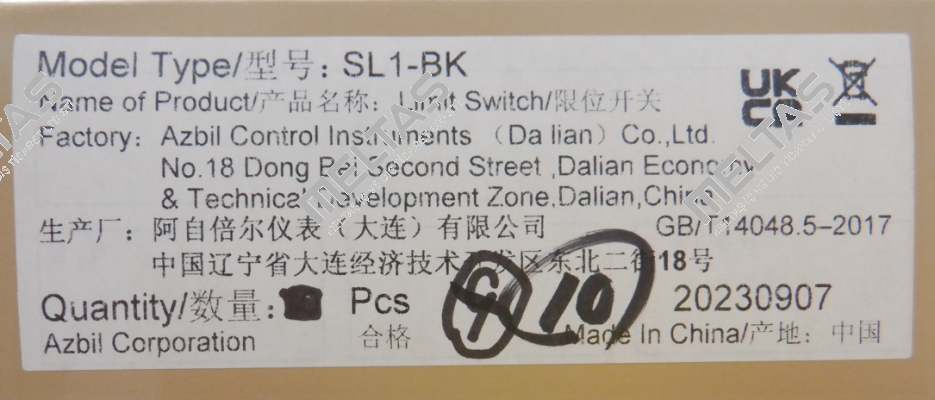 Model Type/型号: SL1-BK
Name of Product/产品名称: Limit Switch/限位开关
UK
CA
Factory: Azbil Control Instruments (Dalian) Co.,Ltd.
No.18 Dong Bei Second Street ,Dalian Economy
& Technical Development Zone,Dalian,China
生产厂: 阿自倍尔仪表(大连)有限公司 GB/T14048.5–2017
中国辽宁省大连经济技术开发区东北二街18号
Quantity/数量: Pcs 10 20230907
Azbil Corporation 合格 Made In China/产地: 中国
MELTAS
MELTAS
MELTAS